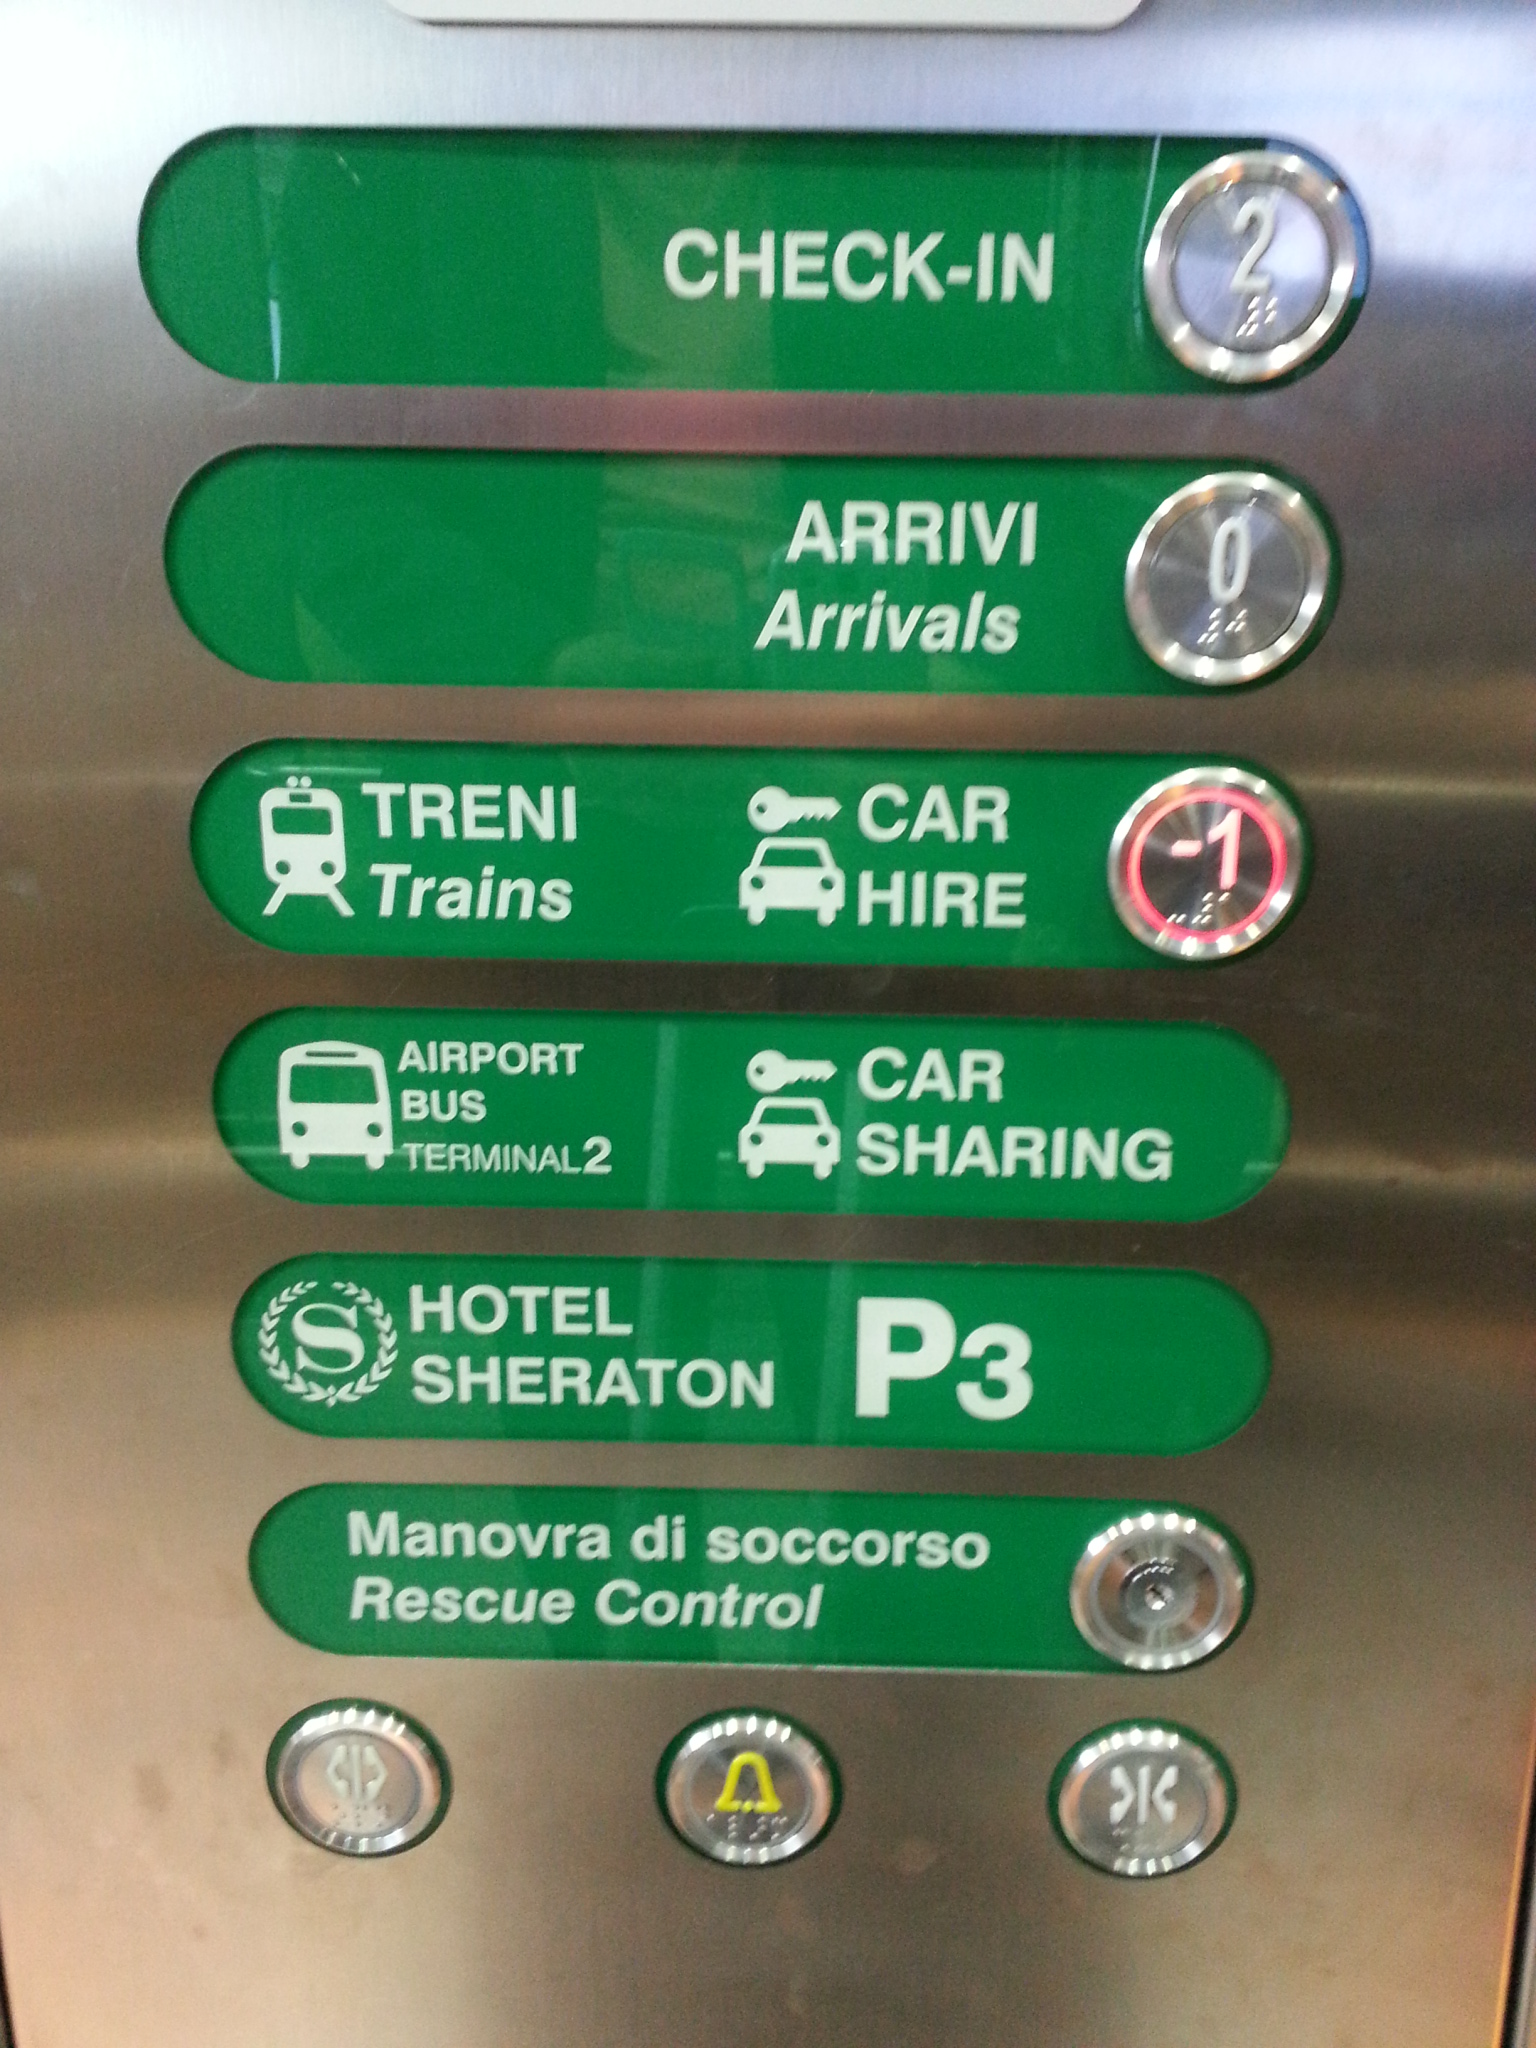 CHECK-IN 2
ARRIVI 0
Arrivals
TRENI
Trains
CAR
HIRE
-1
AIRPORT
BUS
TERMINAL2
CAR
SHARING
S
HOTEL
SHERATON
P3
Manovra di soccorso
Rescue Control